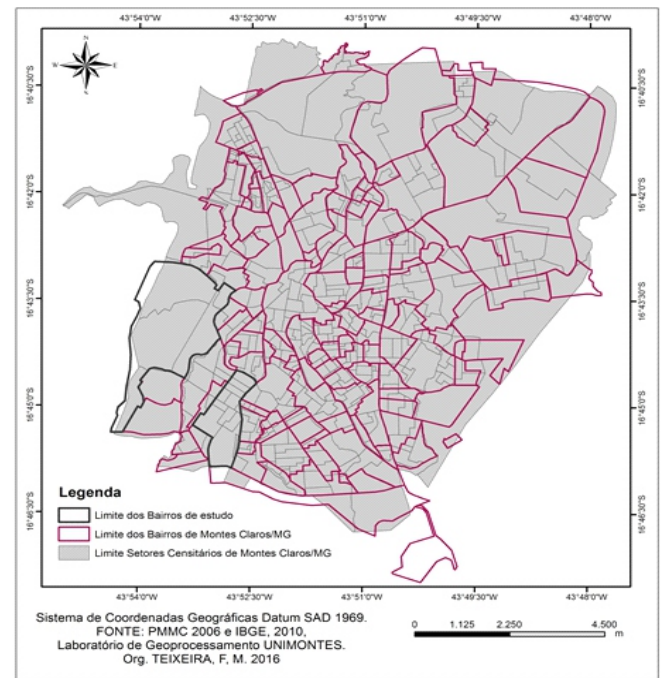 43°54'0"W 43°52'30"W 43°51'0"W 43°49'30"W 43°48'0"W
N
W E
S
16°40'30"S 16°40'30"S
16°42'0"S 16°42'0"S
16°43'30"S 16°43'30"S
16°45'0"S 16°45'0"S
16°46'30"S 16°46'30"S
Legenda
Limite dos Bairros de estudo
Limite dos Bairros de Montes Claros/MG
Limite Setores Censitários de Montes Claros/MG
43°54'0"W 43°52'30"W 43°51'0"W 43°49'30"W 43°48'0"W
Sistema de Coordenadas Geográficas Datum SAD 1969.
FONTE: PMMC 2006 e IBGE, 2010,
Laboratório de Geoprocessamento UNIMONTES.
Org. TEIXEIRA, F, M. 2016
0 1.125 2.250 4.500
m